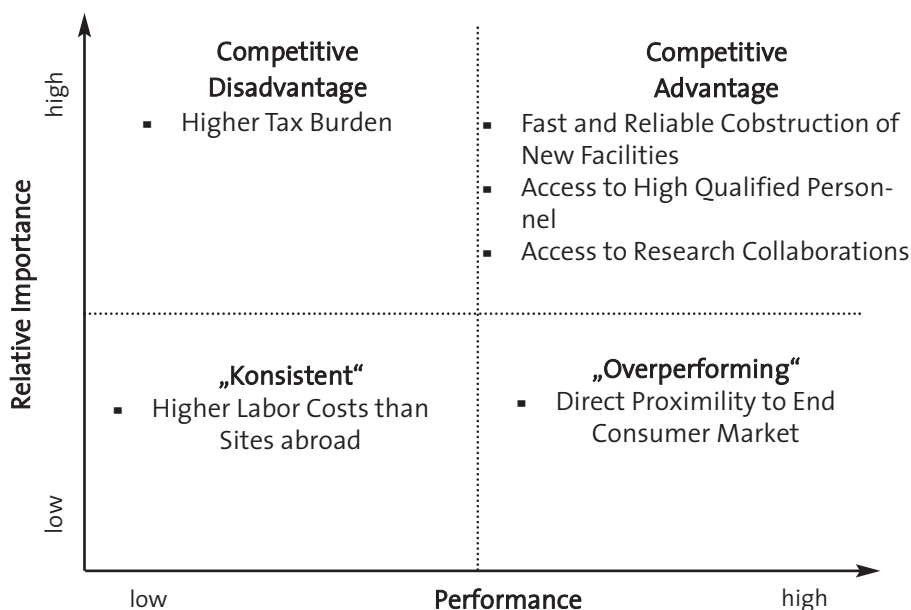 Competitive
Disadvantage
▪ Higher Tax Burden
Competitive
Advantage
▪ Fast and Reliable Cobstruction of
New Facilities
▪ Access to High Qualified Person-
nel
▪ Access to Research Collaborations
„Konsistent“
▪ Higher Labor Costs than
Sites abroad
„Overperforming“
▪ Direct Proximility to End
Consumer Market
high
Relative Importance
low
low
Performance
high